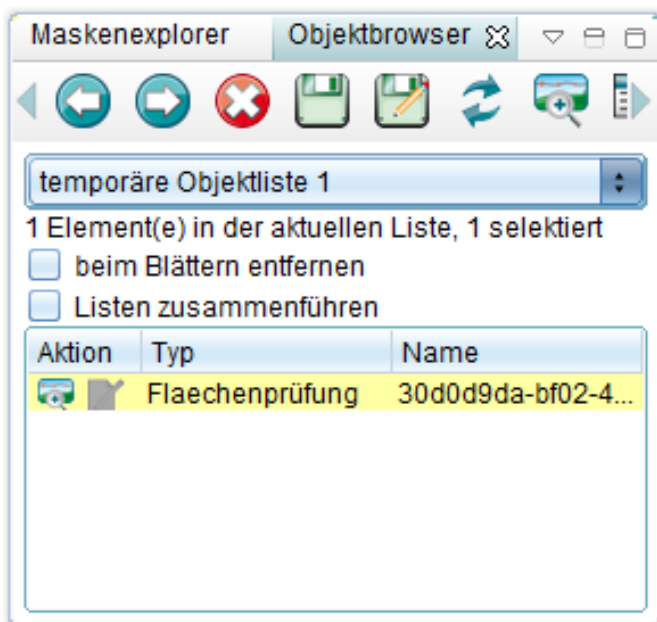 Maskenexplorer Objektbrowser
temporäre Objektliste 1
1 Element(e) in der aktuellen Liste, 1 selektiert
beim Blättern entfernen
Listen zusammenführen
Aktion Typ Name
Flaechenprüfung 30d0d9da-bf02-4...